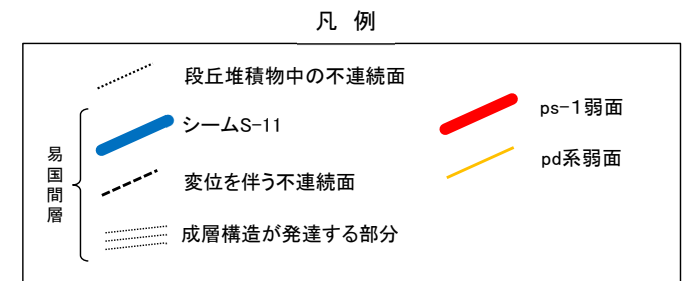 凡 例
段丘堆積物中の不連続面
シームS-11
変位を伴う不連続面
成層構造が発達する部分
易国間層
ps-１弱面
pd系弱面